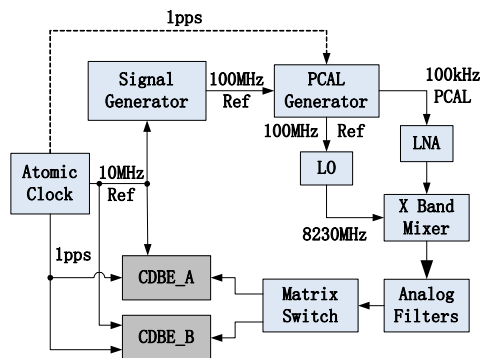 1pps
Signal
Generator
100MHz
Ref
PCAL
Generator
100kHz
PCAL
100MHz
Ref
LNA
LO
Atomic
Clock
10MHz
Ref
X Band
Mixer
8230MHz
1pps
CDBE_A
Matrix
Switch
Analog
Filters
CDBE_B